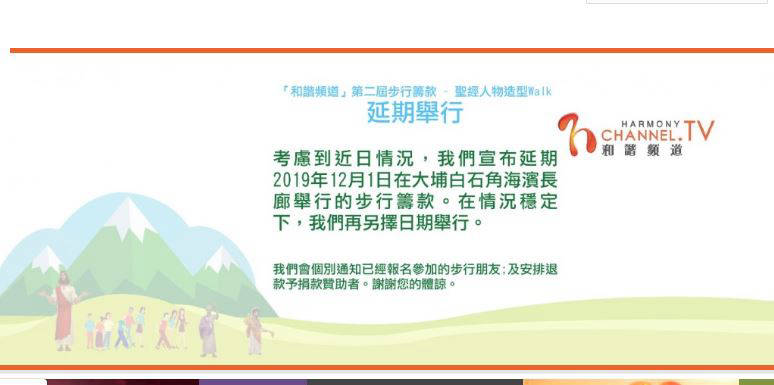 「和諧頻道」第二屆步行籌款 - 聖經人物造型Walk
延期舉行
HARMONY
CHANNEL.TV
和諧頻道
考慮到近日情況，我們宣布延期
2019年12月1日在大埔白石角海濱長
廊舉行的步行籌款。在情況穩定
下，我們再另擇日期舉行。
我們會個別通知已經報名參加的步行朋友;及安排退
款予捐款贊助者。謝謝您的體諒。